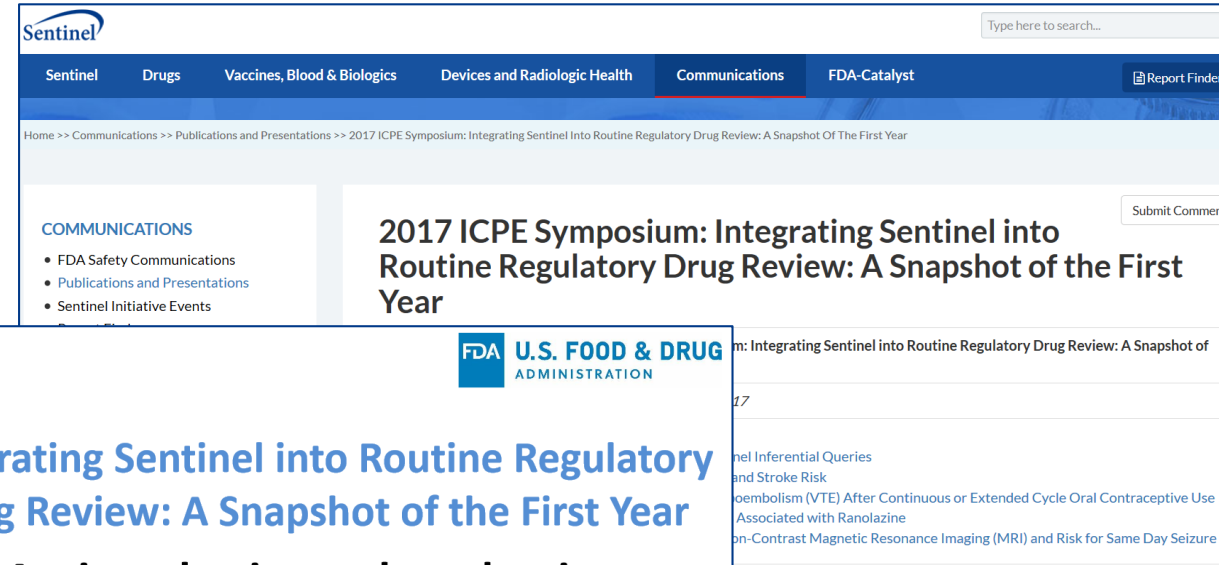 Sentinel
Type here to search...
Sentinel Drugs Vaccines, Blood & Biologics Devices and Radiologic Health Communications FDA-Catalyst Report Finder
Home >> Communications >> Publications and Presentations >> 2017 ICPE Symposium: Integrating Sentinel Into Routine Regulatory Drug Review: A Snapshot Of The First Year
Submit Commen
COMMUNICATIONS
• FDA Safety Communications
• Publications and Presentations
• Sentinel Initiative Events
2017 ICPE Symposium: Integrating Sentinel into
Routine Regulatory Drug Review: A Snapshot of the First
Year
m: Integrating Sentinel into Routine Regulatory Drug Review: A Snapshot of
17
nel Inferential Queries
and Stroke Risk
oembolism (VTE) After Continuous or Extended Cycle Oral Contraceptive Use
Associated with Ranolazine
on-Contrast Magnetic Resonance Imaging (MRI) and Risk for Same Day Seizure
FDA U.S. FOOD & DRUG
ADMINISTRATION
rating Sentinel into Routine Regulatory
g Review: A Snapshot of the First Year